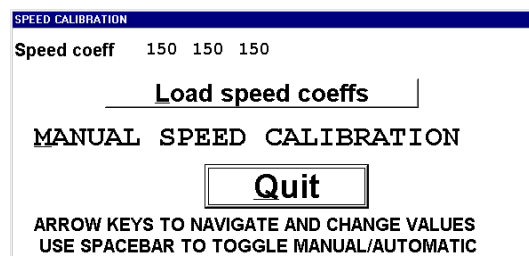 SPEED CALIBRATION
Speed coeff 150 150 150
Load speed coeffs
MANUAL SPEED CALIBRATION
Quit
ARROW KEYS TO NAVIGATE AND CHANGE VALUES
USE SPACEBAR TO TOGGLE MANUAL/AUTOMATIC